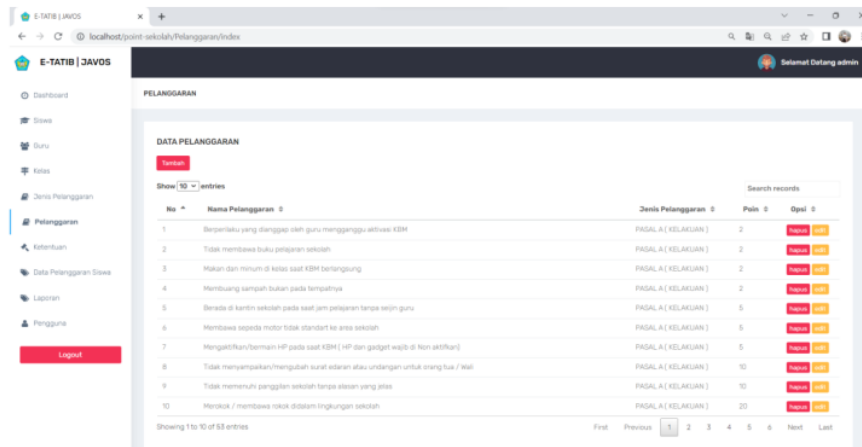 E-TATIB | JAVOS
localhost/point-sekolah/Pelanggaran/Index
E-TATIB | JAVOS
Selamat Datang admin
Dashboard
Siswa
Guru
Kelas
Jenis Pelanggaran
Pelanggaran
Ketentuan
Data Pelanggaran Siswa
Laporan
Pengguna
Logout
PELANGGARAN
DATA PELANGGARAN
Tambah
Show 10 entries
Search records
No Nama Pelanggaran Jenis Pelanggaran Poin Opsi
1 Berperilaku yang dianggap oleh guru mengganggu aktivasi KBM PASAL A ( KELAKUAN ) 2 hapus edit
2 Tidak membawa buku pelajaran sekolah PASAL A ( KELAKUAN ) 2 hapus edit
3 Makan dan minum di kelas saat KBM berlangsung PASAL A ( KELAKUAN ) 2 hapus edit
4 Membuang sampah bukan pada tempatnya PASAL A ( KELAKUAN ) 2 hapus edit
5 Berada di kantin sekolah pada saat jam pelajaran tanpa seijin guru PASAL A ( KELAKUAN ) 5 hapus edit
6 Membawa sepeda motor tidak standart ke area sekolah PASAL A ( KELAKUAN ) 5 hapus edit
7 Mengaktifkan/bermain HP pada saat KBM ( HP dan gadget wajib di Non aktifkan) PASAL A ( KELAKUAN ) 5 hapus edit
8 Tidak menyampaikan/mengubah surat edaran atau undangan untuk orang tua / Wali PASAL A ( KELAKUAN ) 10 hapus edit
9 Tidak memenuhi panggilan sekolah tanpa alasan yang jelas PASAL A ( KELAKUAN ) 10 hapus edit
10 Merokok / membawa rokok didalam lingkungan sekolah PASAL A ( KELAKUAN ) 20 hapus edit
Showing 1 to 10 of 53 entries
First Previous 1 2 3 4 5 6 Next Last